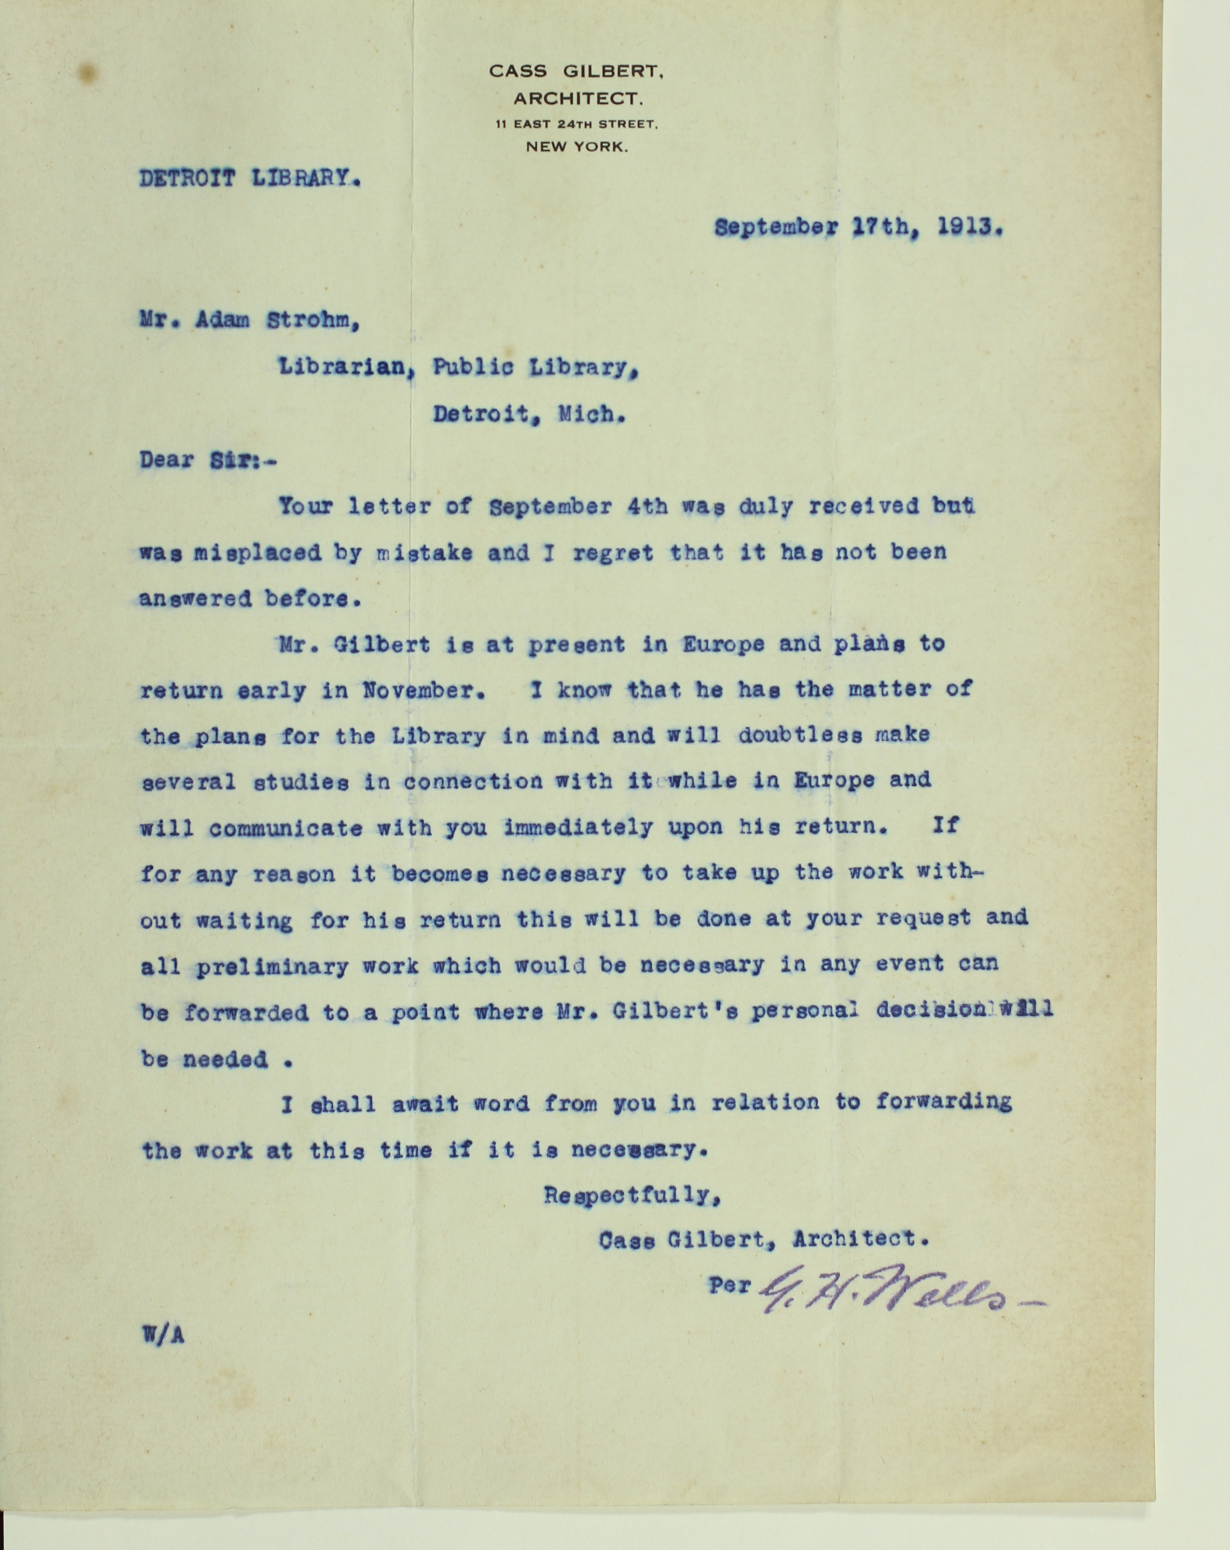 CASS GILBERT,
ARCHITECT.
11 EAST 24TH STREET,
NEW YORK.
DETROIT LIBRARY.
September 17th, 1913.
Mr. Adam Strohm,
Librarian, Public Library,
Detroit, Mich.
Dear Sir:-
Your letter of September 4th was duly received but
was misplaced by mistake and I regret that it has not been
answered before.
Mr. Gilbert is at present in Europe and plans to
return early in November. I know that he has the matter of
the plans for the Library in mind and will doubtless make
several studies in connection with it while in Europe and
will communicate with you immediately upon his return. If
for any reason it becomes necessary to take up the work with-
out waiting for his return this will be done at your request and
all preliminary work which would be necessary in any event can
be forwarded to a point where Mr. Gilbert's personal decision will
be needed .
I shall await word from you in relation to forwarding
the work at this time if it is necessary.
Respectfully,
Cass Gilbert, Architect.
Per G. H. Wells-
W/A